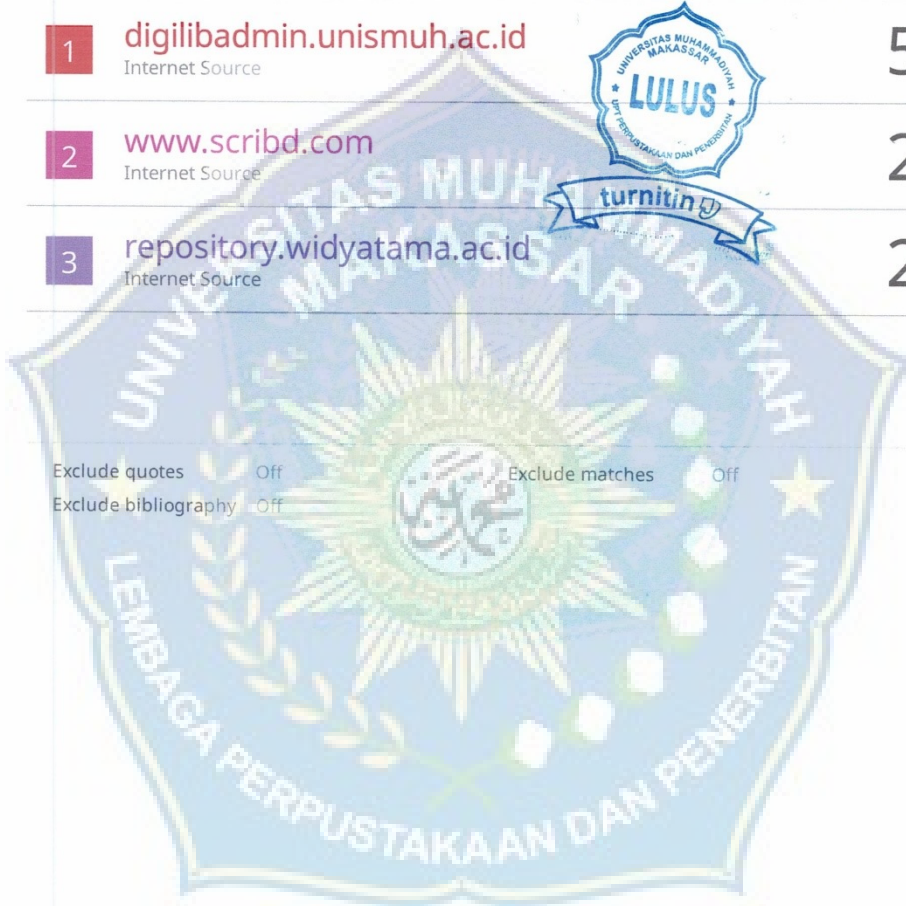 1 digilibadmin.unismuh.ac.id 5
Internet Source
UNIVERSITAS MUHAMMADIYAH
MAKASSAR
LULUS
UPT PERPUSTAKAAN DAN PENERBITAN
turnitin
2 www.scribd.com 2
Internet Source
3 repository.widyatama.ac.id 2
Internet Source
UNIVERSITAS MUHAMMADIYAH
MAKASSAR
Exclude quotes Off Exclude matches Off
Exclude bibliography Off
محمد
LEMBAGA PERPUSTAKAAN DAN PENERBITAN